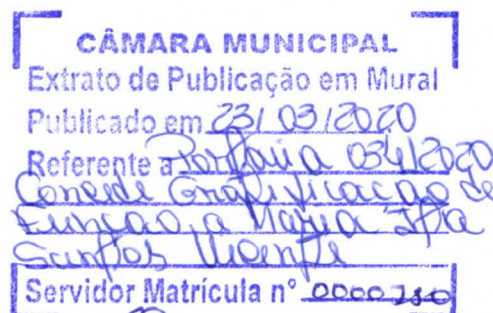 CÂMARA MUNICIPAL
Extrato de Publicação em Mural
Publicado em 23/03/2020
Referente a Portaria 034/2020
Concede Gratificacao de
Função a Maria
Santos Vicente
Servidor Matrícula nº